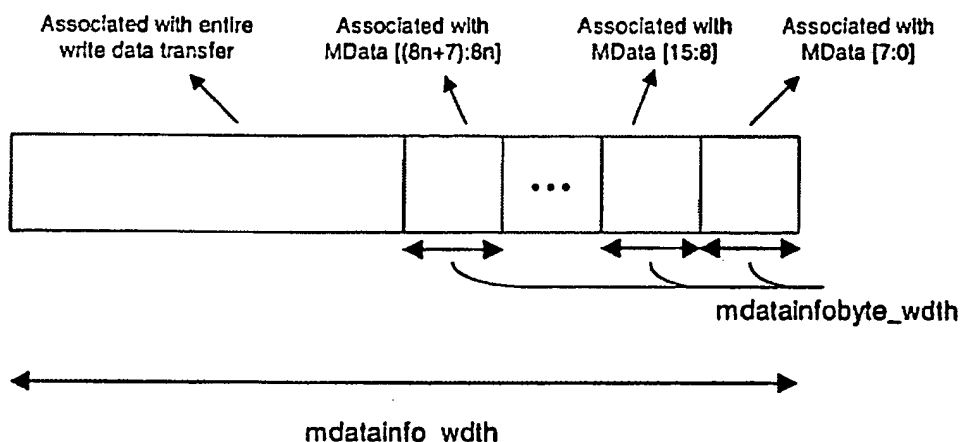 Associated with entire
write data transfer
Associated with
MData [((8n+7):8n]
Associated with
MData [15:8]
Associated with
MData [7:0]
•••
mdatainfobyte_wdth
mdatainfo_wdth